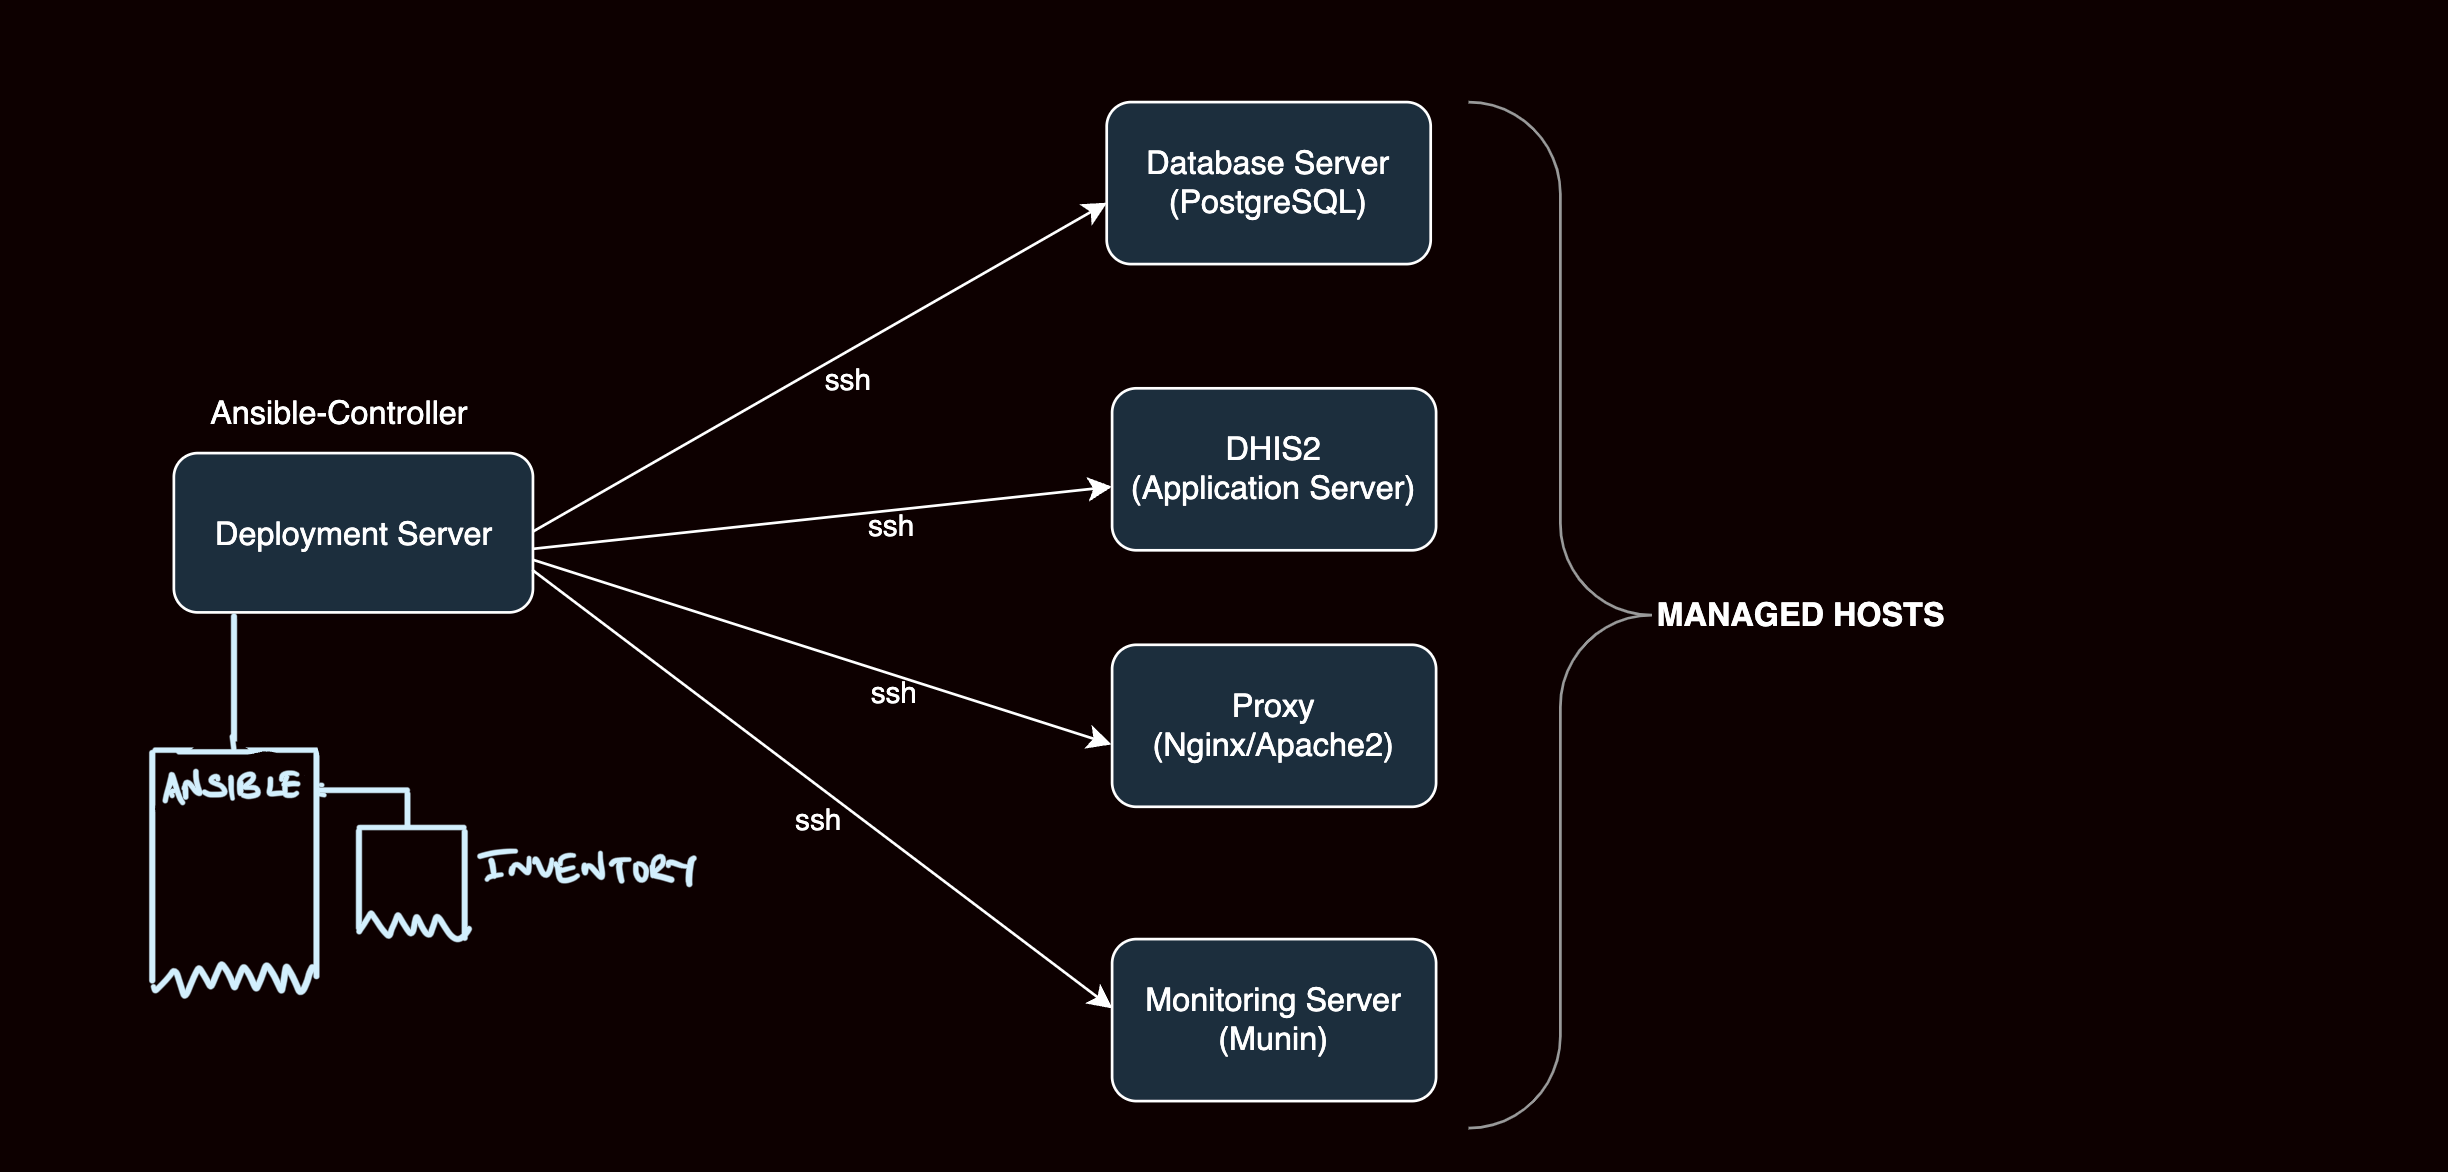 Database Server
(PostgreSQL)
ssh
Ansible-Controller
DHIS2
(Application Server)
Deployment Server
ssh
MANAGED HOSTS
ssh
Proxy
(Nginx/Apache2)
ANSIBLE
ssh
INVENTORY
Monitoring Server
(Munin)